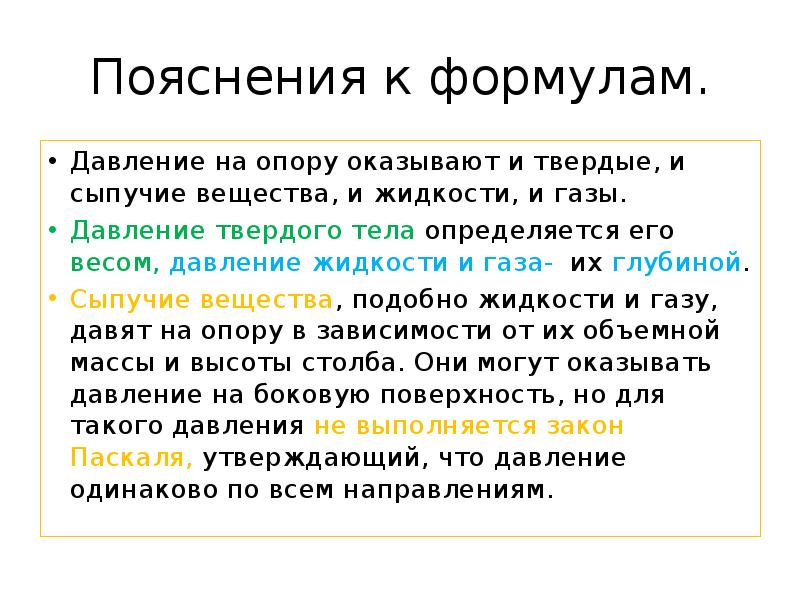 Пояснения к формулам.
• Давление на опору оказывают и твердые, и
сыпучие вещества, и жидкости, и газы.
• Давление твердого тела определяется его
весом, давление жидкости и газа- их глубиной.
• Сыпучие вещества, подобно жидкости и газу,
давят на опору в зависимости от их объемной
массы и высоты столба. Они могут оказывать
давление на боковую поверхность, но для
такого давления не выполняется закон
Паскаля, утверждающий, что давление
одинаково по всем направлениям.